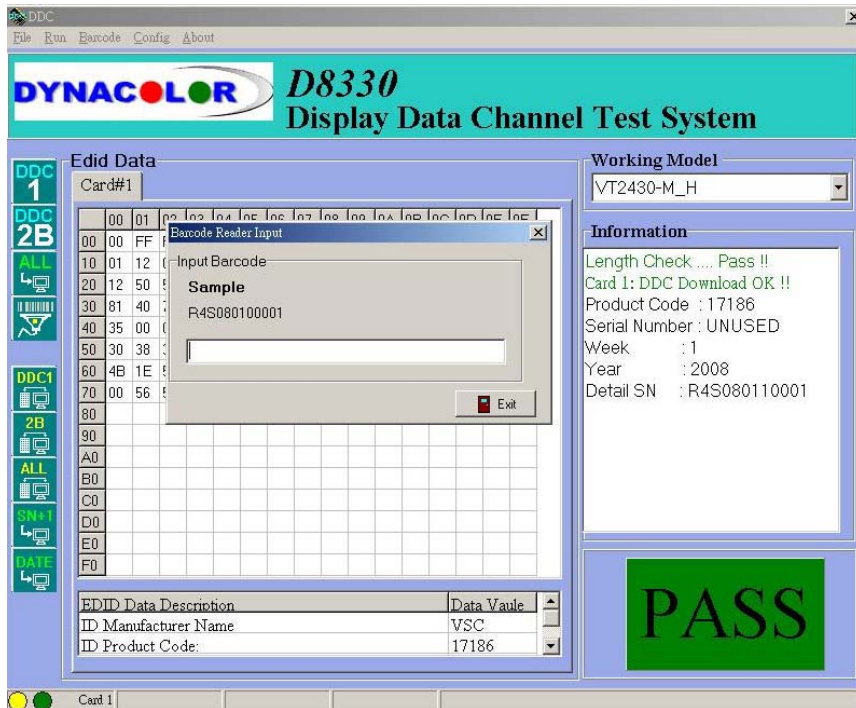 DDC
File Run Barcode Config About
DYNACOLOR
D8330
Display Data Channel Test System
DDC
1
DDC
2B
ALL
DDC1
2B
ALL
SN+1
DATE
Edid Data
Card#1
00 01
00 00 FF
10 01 12
20 12 50
30 81 40
40 35 00
50 30 38
60 4B 1E
70 00 56
80
90
A0
B0
C0
D0
E0
F0
Barcode Reader Input
Input Barcode
Sample
R4S080100001
Exit
EDID Data Description Data Vaule
ID Manufacturer Name VSC
ID Product Code: 17186
Working Model
VT2430-M_H
Information
Length Check .... Pass !!
Card 1: DDC Download OK !!
Product Code : 17186
Serial Number : UNUSED
Week :1
Year : 2008
Detail SN : R4S080110001
PASS
Card 1